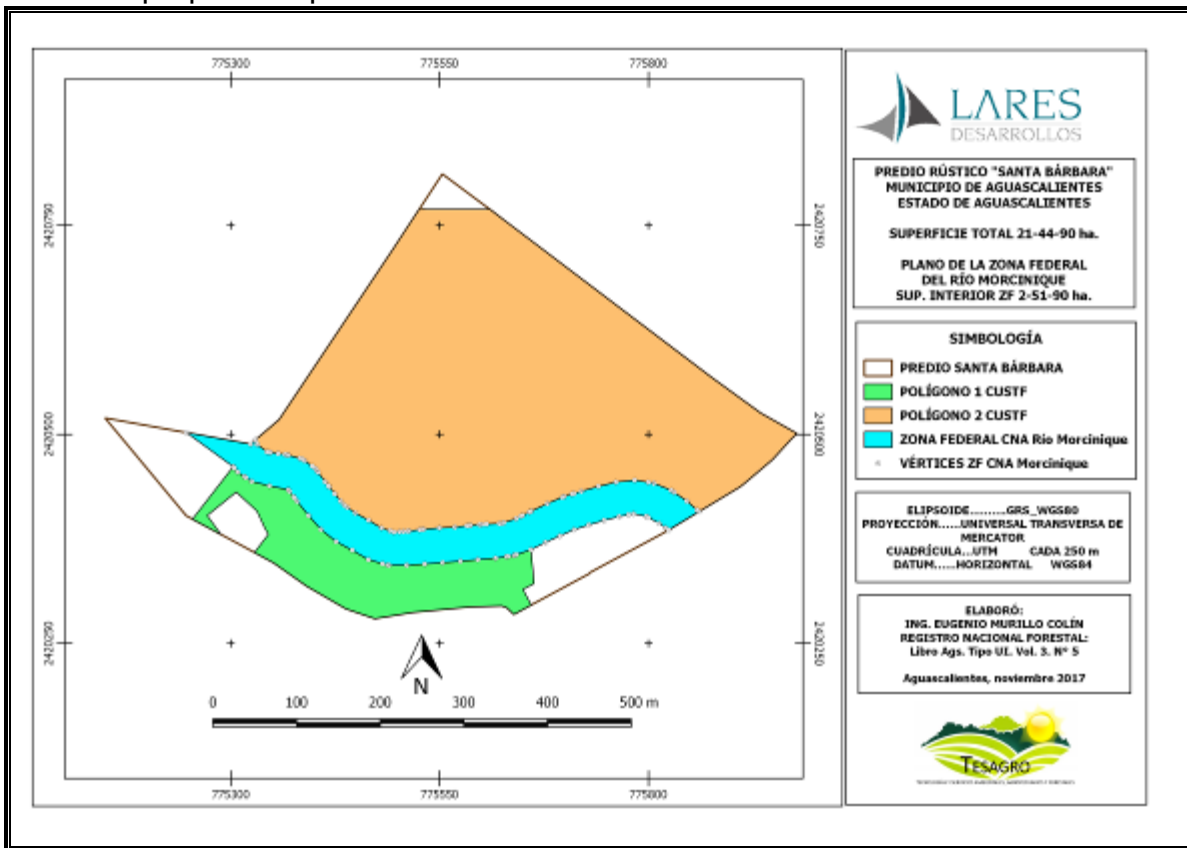 775300 775550 775800
2420750 2420750
2420500 2420500
2420250 2420250
N
0 100 200 300 400 500 m
775300 775550 775800
LARES
DESARROLLOS
PREDIO RÚSTICO "SANTA BÁRBARA"
MUNICIPIO DE AGUASCALIENTES
ESTADO DE AGUASCALIENTES
SUPERFICIE TOTAL 21-44-90 ha.
PLANO DE LA ZONA FEDERAL
DEL RÍO MORCINIQUE
SUP. INTERIOR ZF 2-51-90 ha.
SIMBOLOGÍA
PREDIO SANTA BÁRBARA
POLÍGONO 1 CUSTF
POLÍGONO 2 CUSTF
ZONA FEDERAL CNA Río Morcinique
VÉRTICES ZF CNA Morcinique
ELIPSOIDE.........GRS_WGS80
PROYECCIÓN......UNIVERSAL TRANSVERSA DE
MERCATOR
CUADRÍCULA...UTM CADA 250 m
DATUM.....HORIZONTAL WGS84
ELABORÓ:
ING. EUGENIO MURILLO COLÍN
REGISTRO NACIONAL FORESTAL:
Libro Ags. Tipo UI. Vol. 3. Nº 5
Aguascalientes, noviembre 2017
TESAGRO